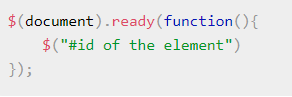 $(document).ready(function(){
    $("#id of the element")
});